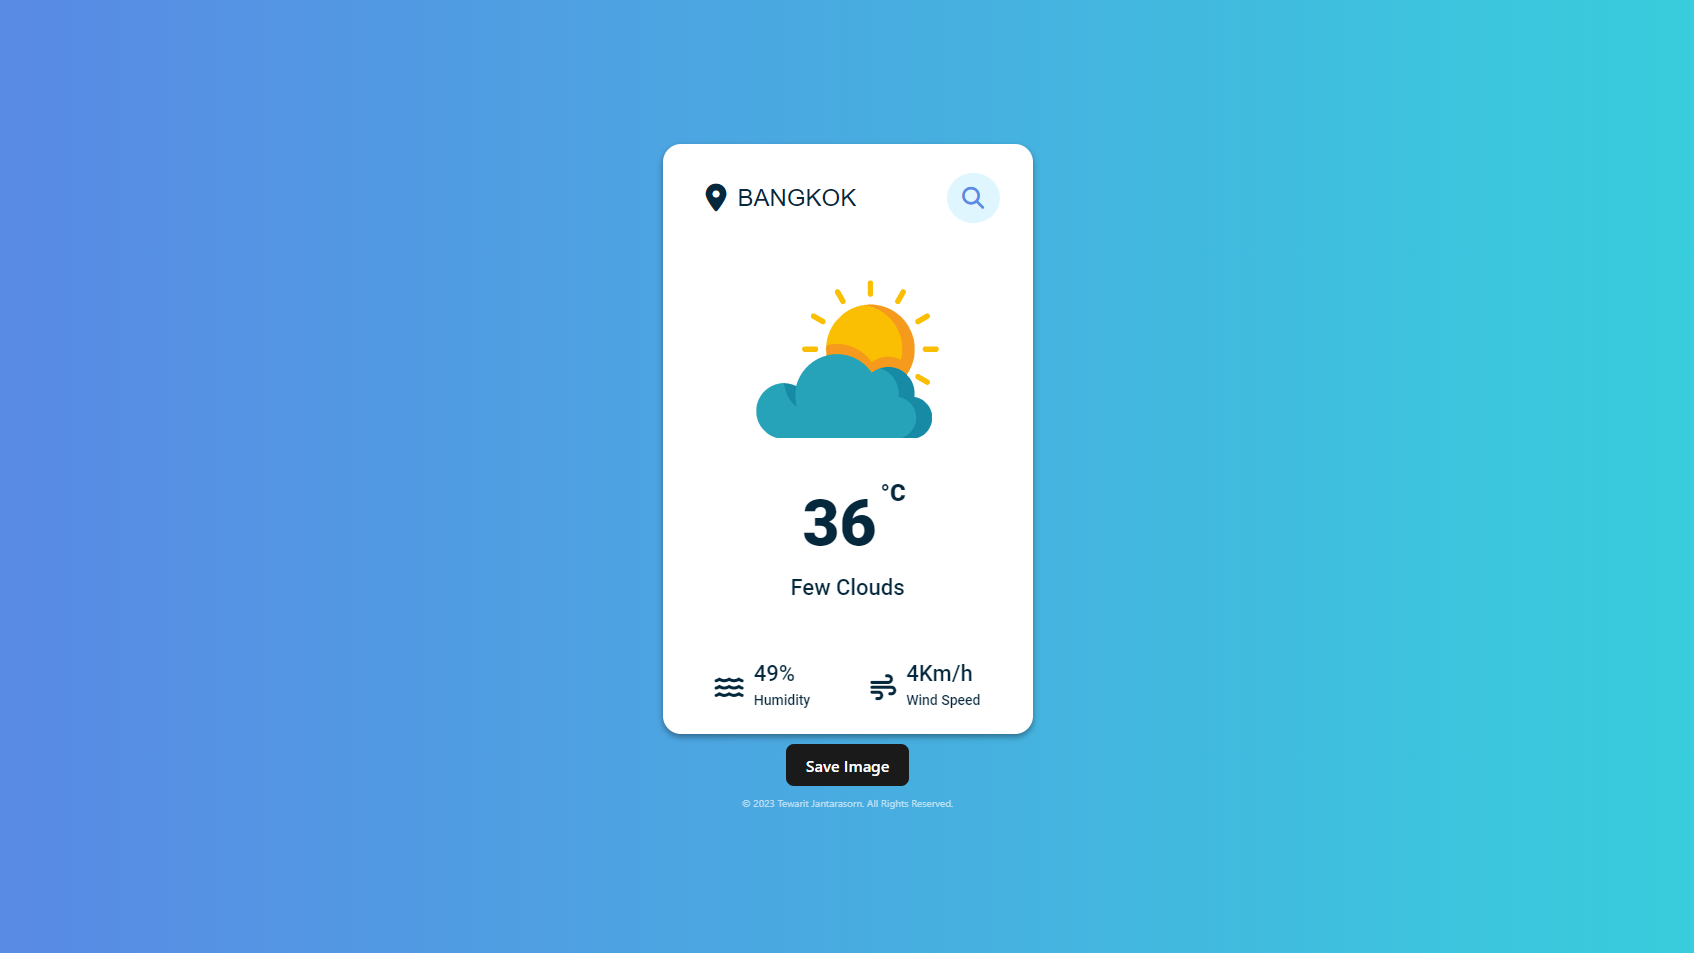 BANGKOK
36 °C
Few Clouds
49%
Humidity
4Km/h
Wind Speed
Save Image
© 2023 Tewarit Jantarasorn. All Rights Reserved.